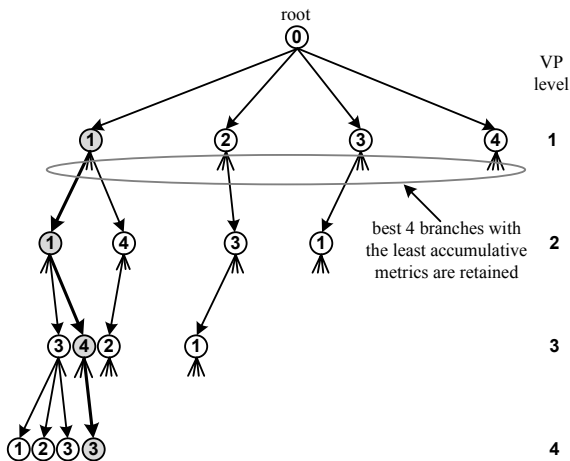 root
0
VP
level
1 2 3 4 1
best 4 branches with
the least accumulative
metrics are retained
1 4 3 1 2
3 4 2 1 3
1 2 3 3 4